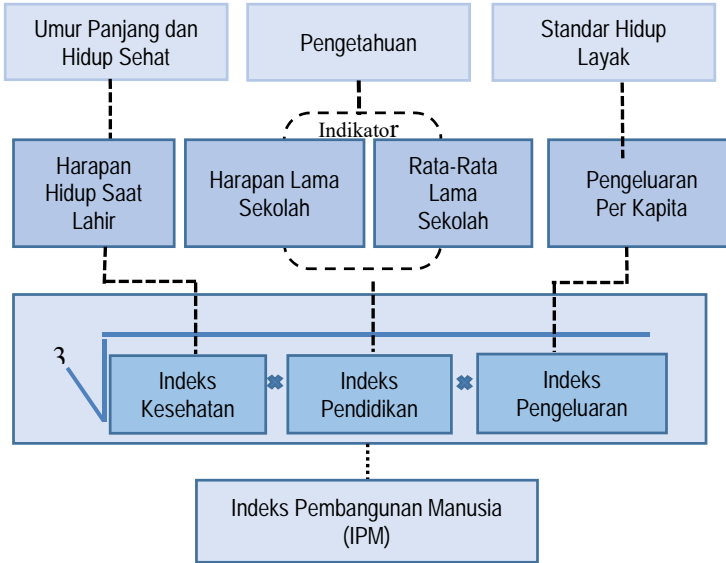 Umur Panjang dan
Hidup Sehat
Pengetahuan
Standar Hidup
Layak
Indikator
Harapan
Hidup Saat
Lahir
Harapan Lama
Sekolah
Rata-Rata
Lama
Sekolah
Pengeluaran
Per Kapita
3
Indeks
Kesehatan
Indeks
Pendidikan
Indeks
Pengeluaran
Indeks Pembangunan Manusia
(IPM)